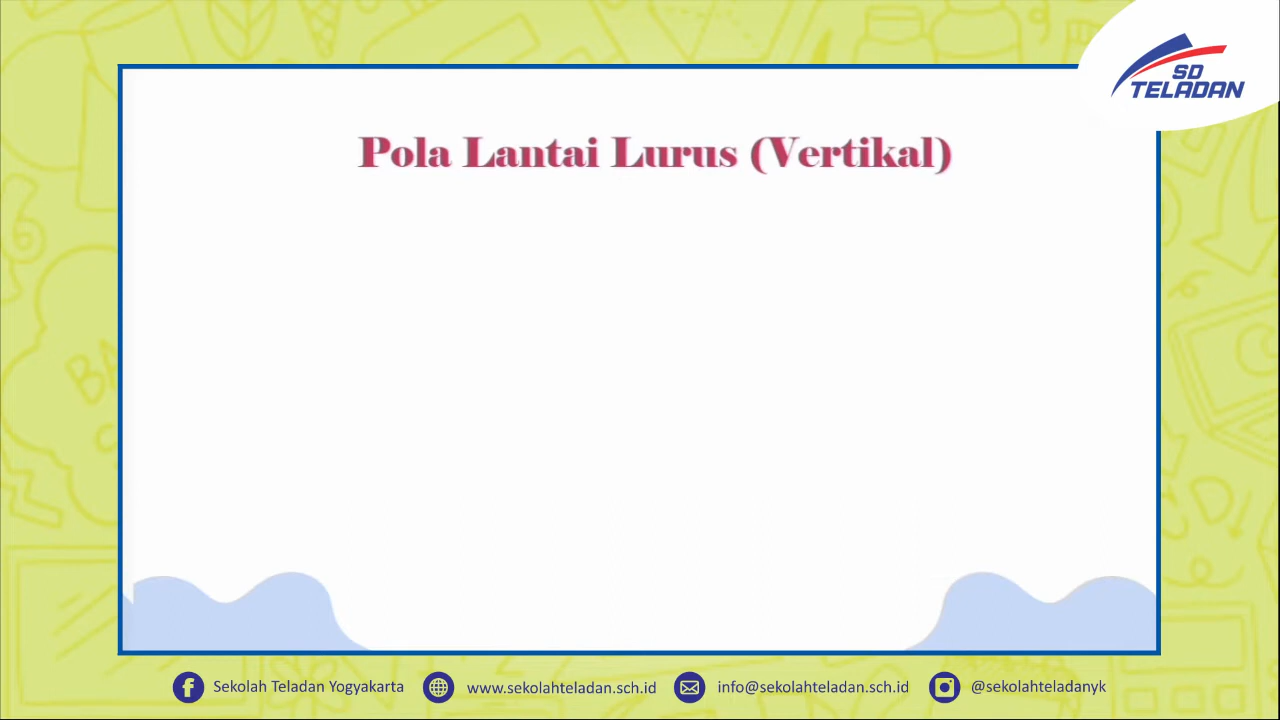 SD
TELADAN
Pola Lantai Lurus (Vertikal)
Sekolah Teladan Yogyakarta
www.sekolahteladan.sch.id
info@sekolahteladan.sch.id
@sekolahteladanyk